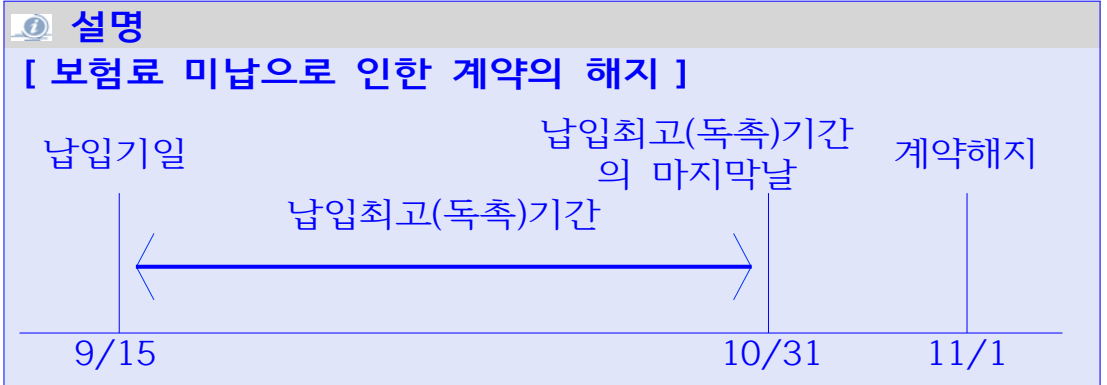 설명
[ 보험료 미납으로 인한 계약의 해지 ]
납입기일
납입최고(독촉)기간
의 마지막날
계약해지
납입최고(독촉)기간
9/15
10/31
11/1